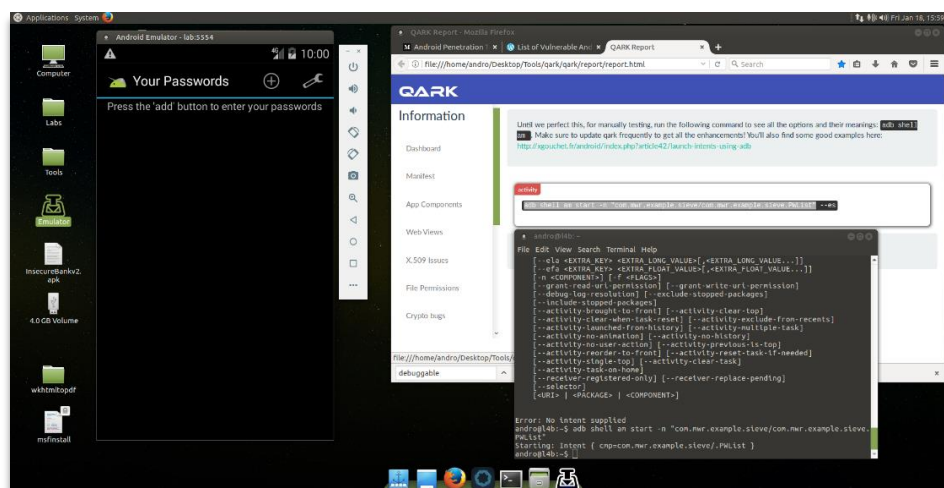 Applications System
Fri Jan 18, 15:59
Computer
Labs
Tools
Emulator
InsecureBankv2.
apk
4.0 GB Volume
wkhtmltopdf
msfinstall
Android Emulator - lab:5554
10:00
Your Passwords
Press the 'add' button to enter your passwords
QARK Report - Mozilla Firefox
Android Penetration T
List of Vulnerable And
QARK Report
file:///home/andro/Desktop/Tools/qark/qark/report/report.html
Search
QARK
Information
Dashboard
Manifest
App Components
Web Views
X.509 Issues
File Permissions
Crypto bugs
Until we perfect this, for manually testing, run the following command to see all the options and their meanings: adb shell
am . Make sure to update qark frequently to get all the enhancements! You'll also find some good examples here:
http://xgouchet.fr/android/index.php?article42/launch-intents-using-adb
activity
adb shell am start -n "com.mwr.example.sieve/com.mwr.example.sieve.PWList" --es
file:///home/andro/Desktop/Tools/
debuggable
andro@l4b: ~
File Edit View Search Terminal Help
[--ela <EXTRA_KEY> <EXTRA_LONG_VALUE>[,<EXTRA_LONG_VALUE...]]
[--efa <EXTRA_KEY> <EXTRA_FLOAT_VALUE>[,<EXTRA_FLOAT_VALUE...]]
[-n <COMPONENT>] [-f <FLAGS>]
[--grant-read-uri-permission] [--grant-write-uri-permission]
[--debug-log-resolution] [--exclude-stopped-packages]
[--include-stopped-packages]
[--activity-brought-to-front] [--activity-clear-top]
[--activity-clear-when-task-reset] [--activity-exclude-from-recents]
[--activity-launched-from-history] [--activity-multiple-task]
[--activity-no-animation] [--activity-no-history]
[--activity-no-user-action] [--activity-previous-is-top]
[--activity-reorder-to-front] [--activity-reset-task-if-needed]
[--activity-single-top] [--activity-clear-task]
[--activity-task-on-home]
[--receiver-registered-only] [--receiver-replace-pending]
[--selector]
[<URI> | <PACKAGE> | <COMPONENT>]
Error: No intent supplied
andro@l4b:~$ adb shell am start -n "com.mwr.example.sieve/com.mwr.example.sieve.
PWList"
Starting: Intent { cmp=com.mwr.example.sieve/.PWList }
andro@l4b:~$